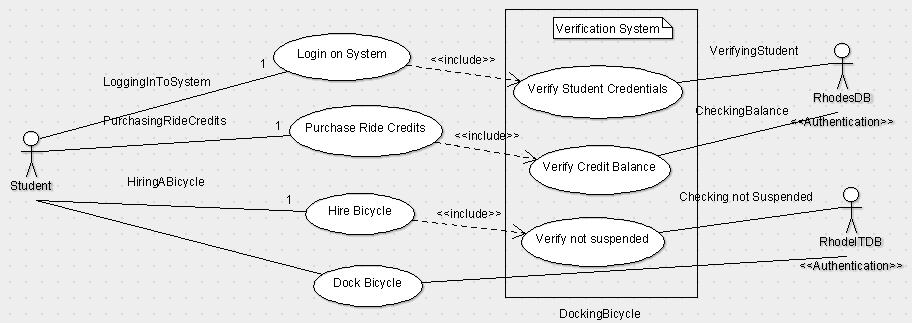 Verification System
Login on System
VerifyingStudent
<<include>>
1
LoggingInToSystem
Verify Student Credentials
RhodesDB
CheckingBalance
PurchasingRideCredits
1
Purchase Ride Credits
<<include>>
<<Authentication>>
Verify Credit Balance
Student
HiringABicycle
Checking not Suspended
1
Hire Bicycle
<<include>>
Verify not suspended
RhodeITDB
<<Authentication>>
Dock Bicycle
DockingBicycle